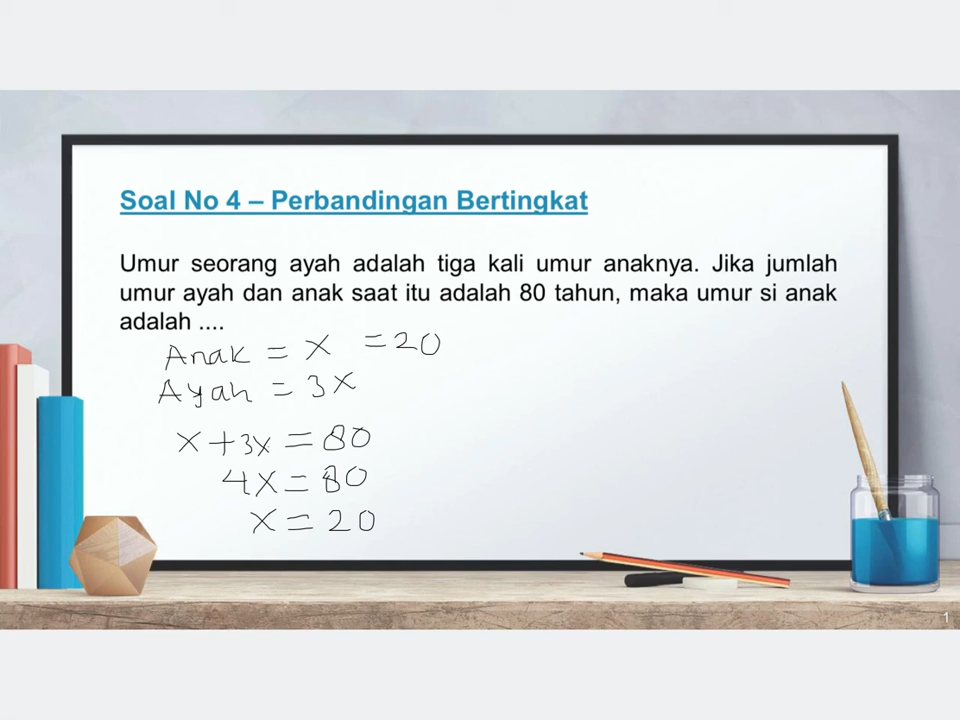 Soal No 4 – Perbandingan Bertingkat
Umur seorang ayah adalah tiga kali umur anaknya. Jika jumlah
umur ayah dan anak saat itu adalah 80 tahun, maka umur si anak
adalah ....
Anak = x = 20
Ayah = 3x
x + 3x = 80
4x = 80
x = 20
1